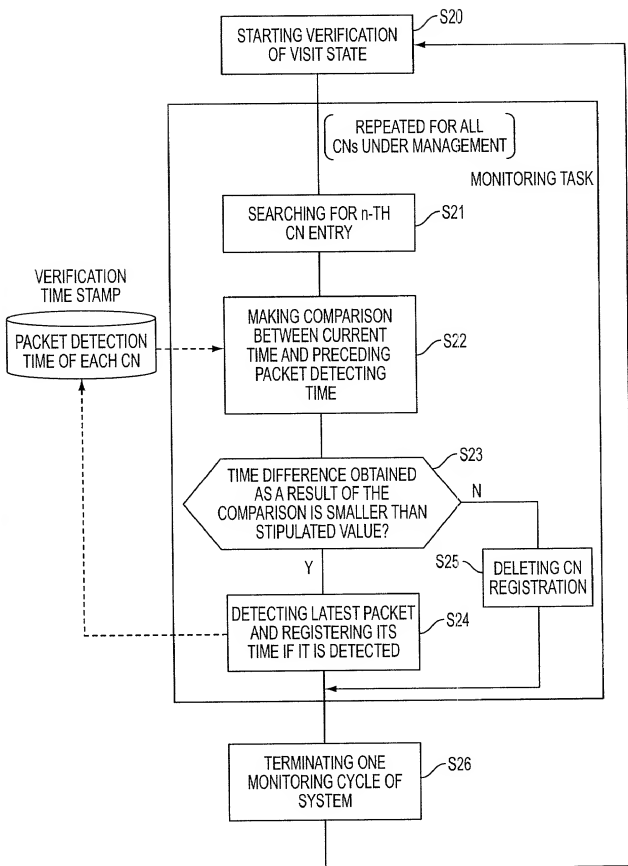 S20
STARTING VERIFICATION
OF VISIT STATE
REPEATED FOR ALL
CNs UNDER MANAGEMENT
MONITORING TASK
SEARCHING FOR n-TH
CN ENTRY
S21
VERIFICATION
TIME STAMP
PACKET DETECTION
TIME OF EACH CN
MAKING COMPARISON
BETWEEN CURRENT
TIME AND PRECEDING
PACKET DETECTING
TIME
S22
S23
TIME DIFFERENCE OBTAINED
AS A RESULT OF THE
COMPARISON IS SMALLER THAN
STIPULATED VALUE?
N
Y
S25
DELETING CN
REGISTRATION
DETECTING LATEST PACKET
AND REGISTERING ITS
TIME IF IT IS DETECTED
S24
TERMINATING ONE
MONITORING CYCLE OF
SYSTEM
S26